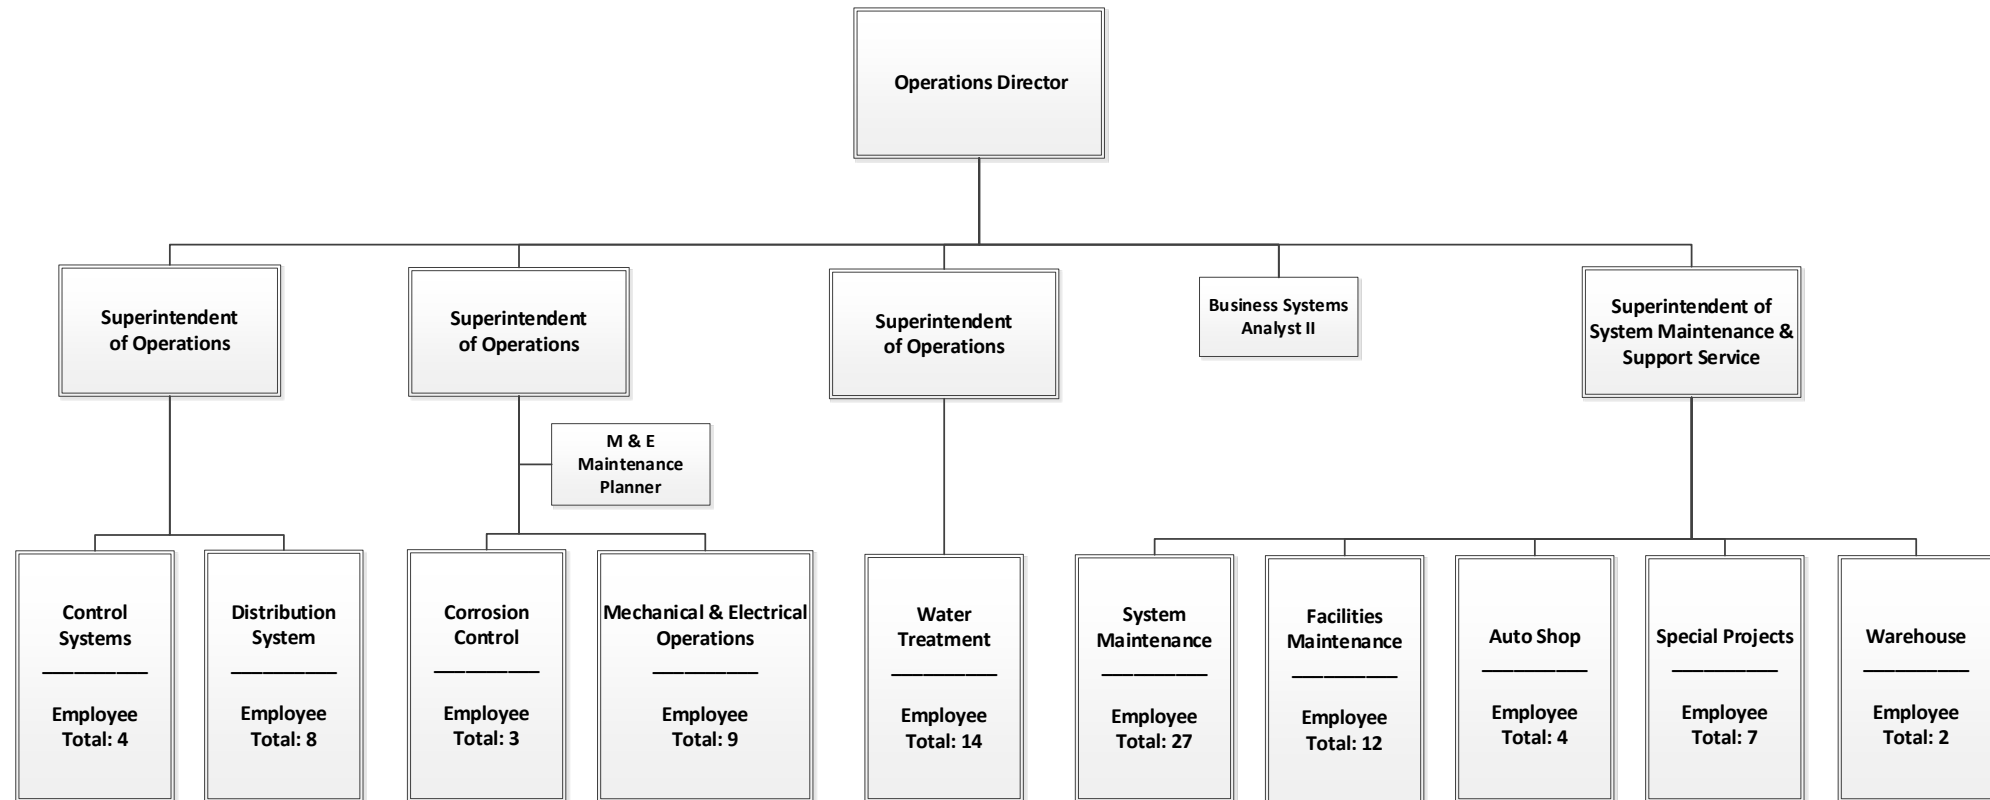 Operations Director
Superintendent
of Operations
Superintendent
of Operations
Superintendent
of Operations
Business Systems
Analyst II
Superintendent of
System Maintenance &
Support Service
M & E
Maintenance
Planner
Control
Systems
Employee
Total: 4
Distribution
System
Employee
Total: 8
Corrosion
Control
Employee
Total: 3
Mechanical & Electrical
Operations
Employee
Total: 9
Water
Treatment
Employee
Total: 14
System
Maintenance
Employee
Total: 27
Facilities
Maintenance
Employee
Total: 12
Auto Shop
Employee
Total: 4
Special Projects
Employee
Total: 7
Warehouse
Employee
Total: 2